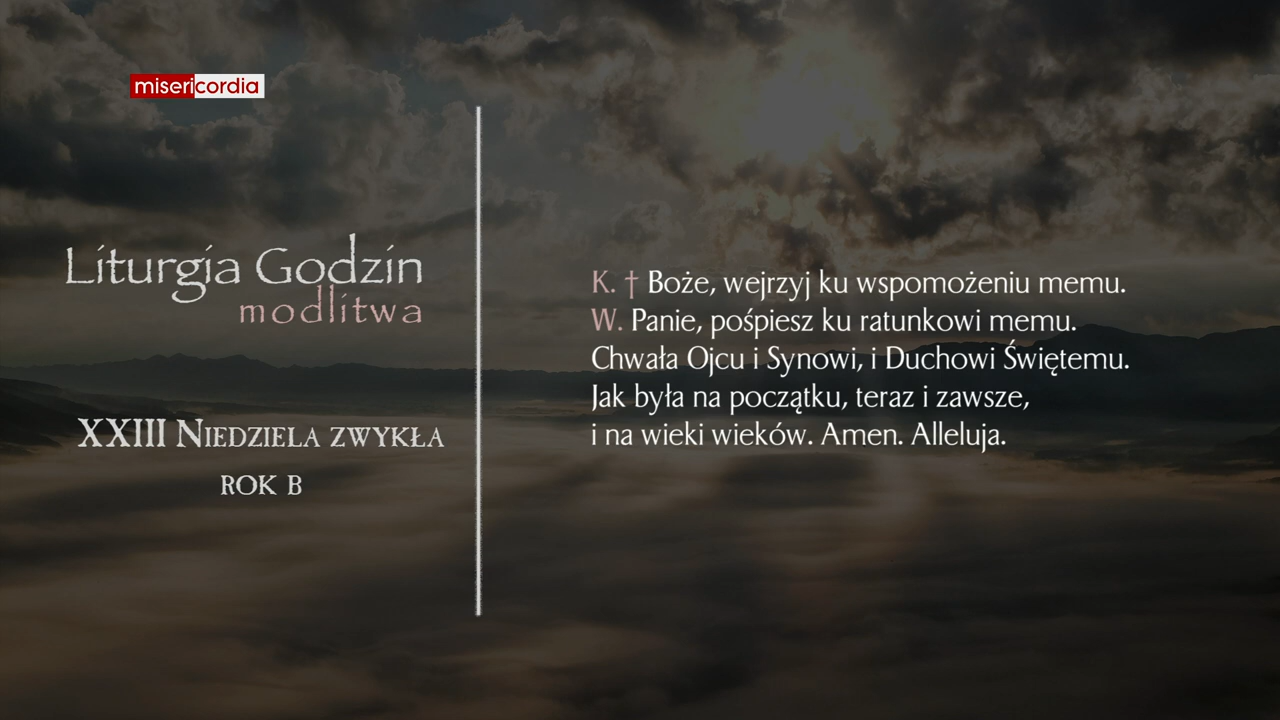 misericordia
Liturgia Godzin
modlitwa
XXIII Niedziela zwykła
rok B
K. † Boże, wejrzyj ku wspomożeniu memu.
W. Panie, pośpiesz ku ratunkowi memu.
Chwała Ojcu i Synowi, i Duchowi Świętemu.
Jak była na początku, teraz i zawsze,
i na wieki wieków. Amen. Alleluja.